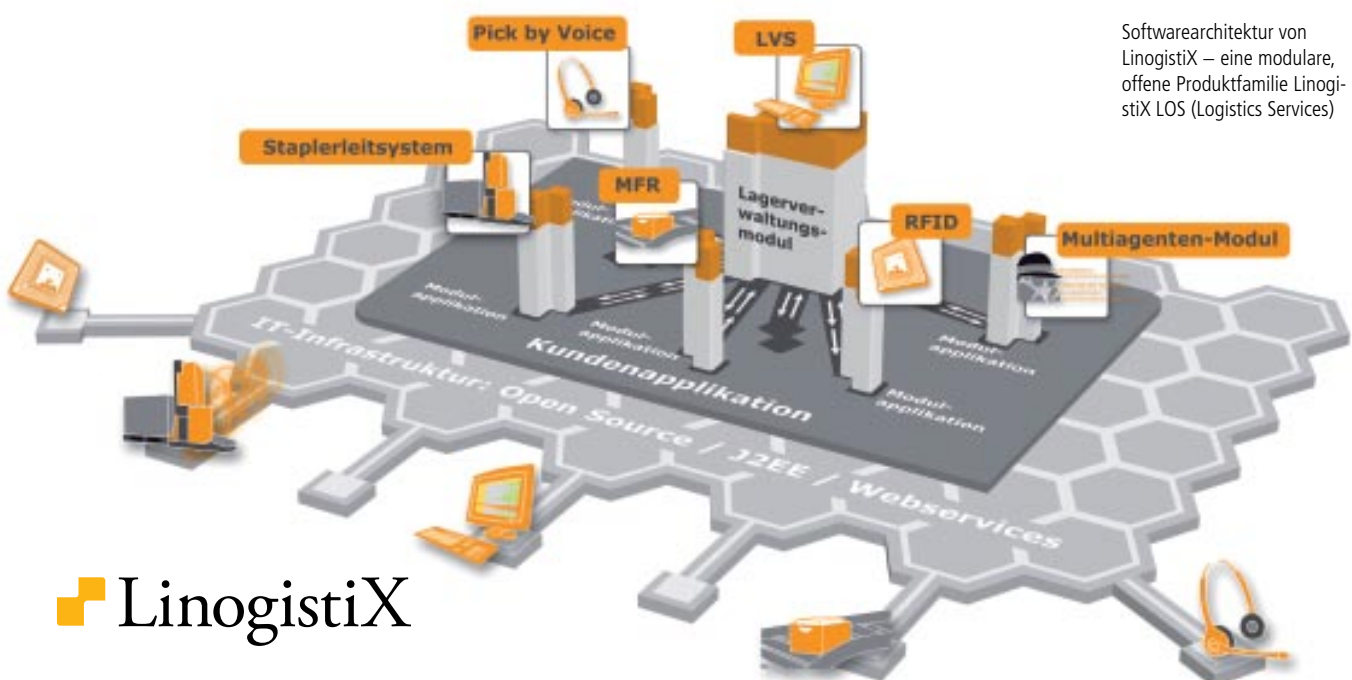 Pick by Voice
LVS
Softwarearchitektur von
LinogistiX – eine modulare,
offene Produktfamilie Linogi-
stiX LOS (Logistics Services)
Staplerleitsystem
MFR
Lagerver-
waltungs-
modul
RFID
Multiagenten-Modul
Modul-
applikation
Modul-
applikation
Modul-
applikation
Modul-
applikation
Kundenapplikation
IT-Infrastruktur: Open Source / J2EE / Webservices
LinogistiX